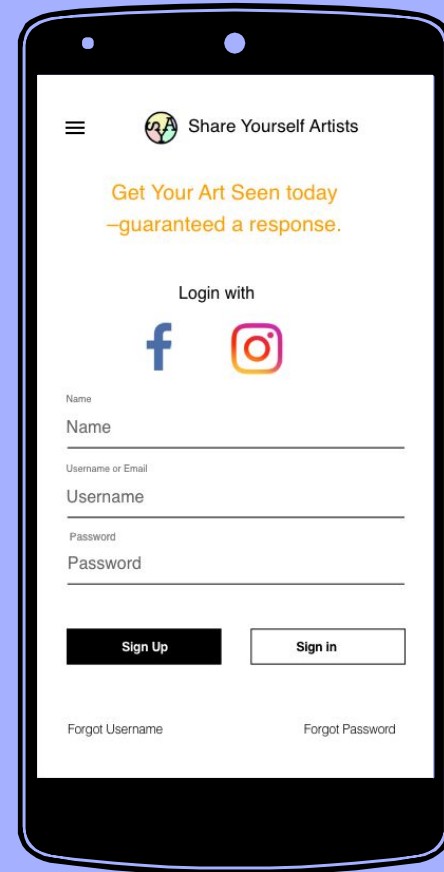 SYA Share Yourself Artists
Get Your Art Seen today
–guaranteed a response.
Login with
f
Name
Name
Username or Email
Username
Password
Password
Sign Up Sign in
Forgot Username Forgot Password